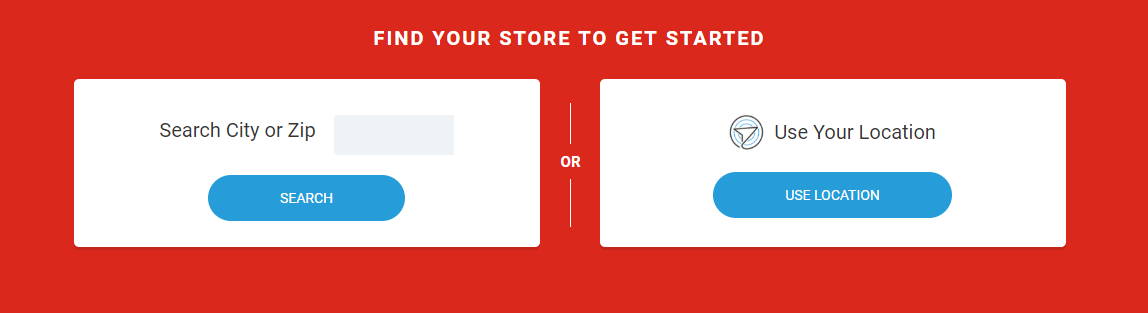 FIND YOUR STORE TO GET STARTED
Search City or Zip
SEARCH
OR
Use Your Location
USE LOCATION